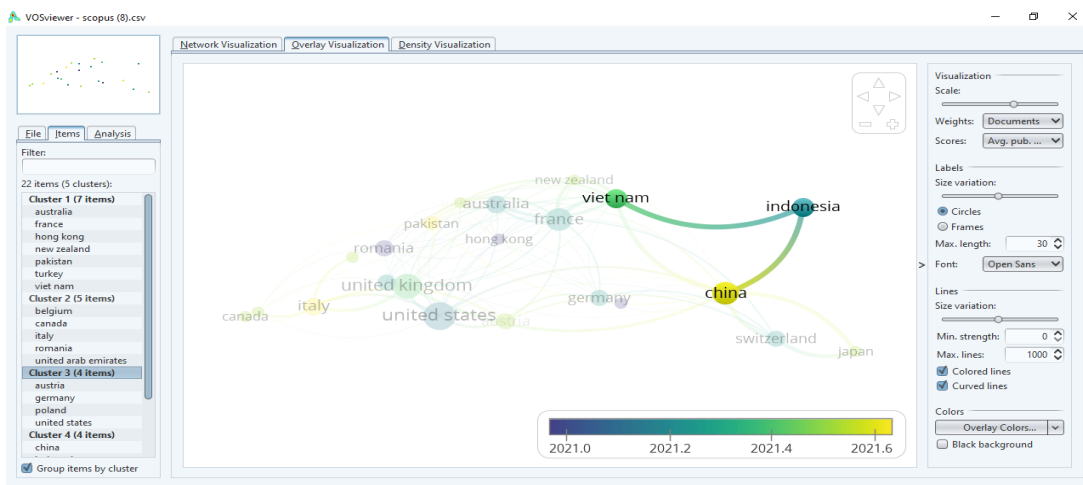 VOSviewer - scopus (8).csv
Network Visualization Overlay Visualization Density Visualization
File Items Analysis
Filter:
22 items (5 clusters):
Cluster 1 (7 items)
australia
france
hong kong
new zealand
pakistan
turkey
viet nam
Cluster 2 (5 items)
belgium
canada
italy
romania
united arab emirates
Cluster 3 (4 items)
austria
germany
poland
united states
Cluster 4 (4 items)
china
Group items by cluster
new zealand
viet nam
indonesia
australia
france
pakistan
hong kong
romania
united kingdom
china
germany
italy
canada
united states
austria
switzerland
japan
2021.0 2021.2 2021.4 2021.6
Visualization
Scale:
Weights: Documents
Scores: Avg. pub. ...
Labels
Size variation:
Circles
Frames
Max. length: 30
> Font: Open Sans
Lines
Size variation:
Min. strength: 0
Max. lines: 1000
Colored lines
Curved lines
Colors
Overlay Colors...
Black background